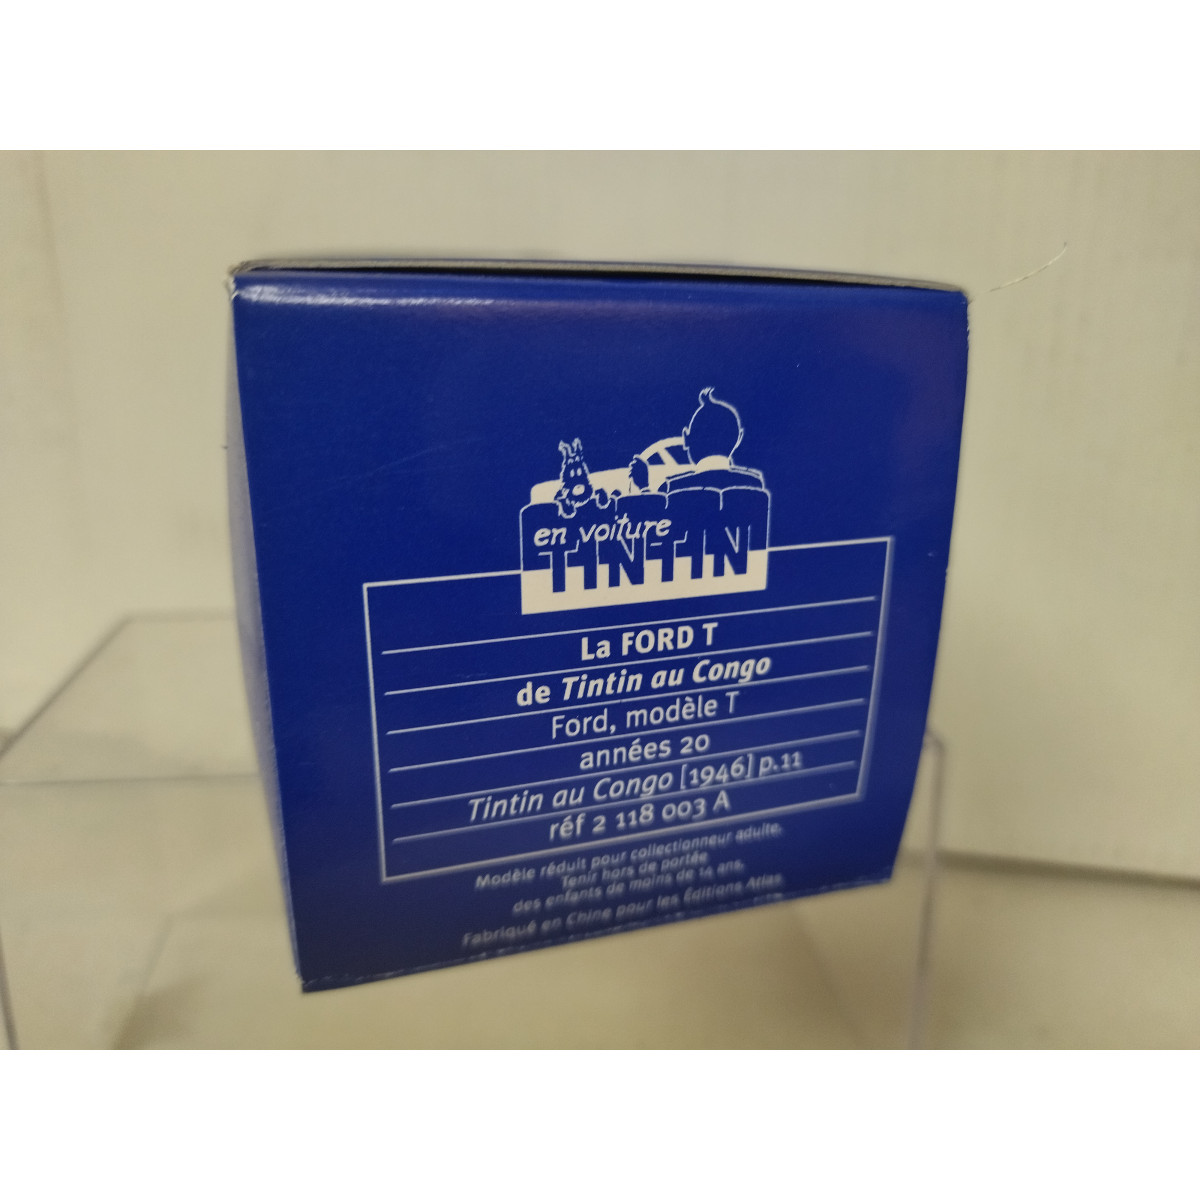 en voiture
TINTIN
La FORD T
de Tintin au Congo
Ford, modèle T
années 20
Tintin au Congo [1946] p.11
réf 2 118 003 A
Modèle réduit pour collectionneur adulte.
Tenir hors de portée
des enfants de moins de 14 ans.
Fabriqué en Chine pour les Éditions Atlas